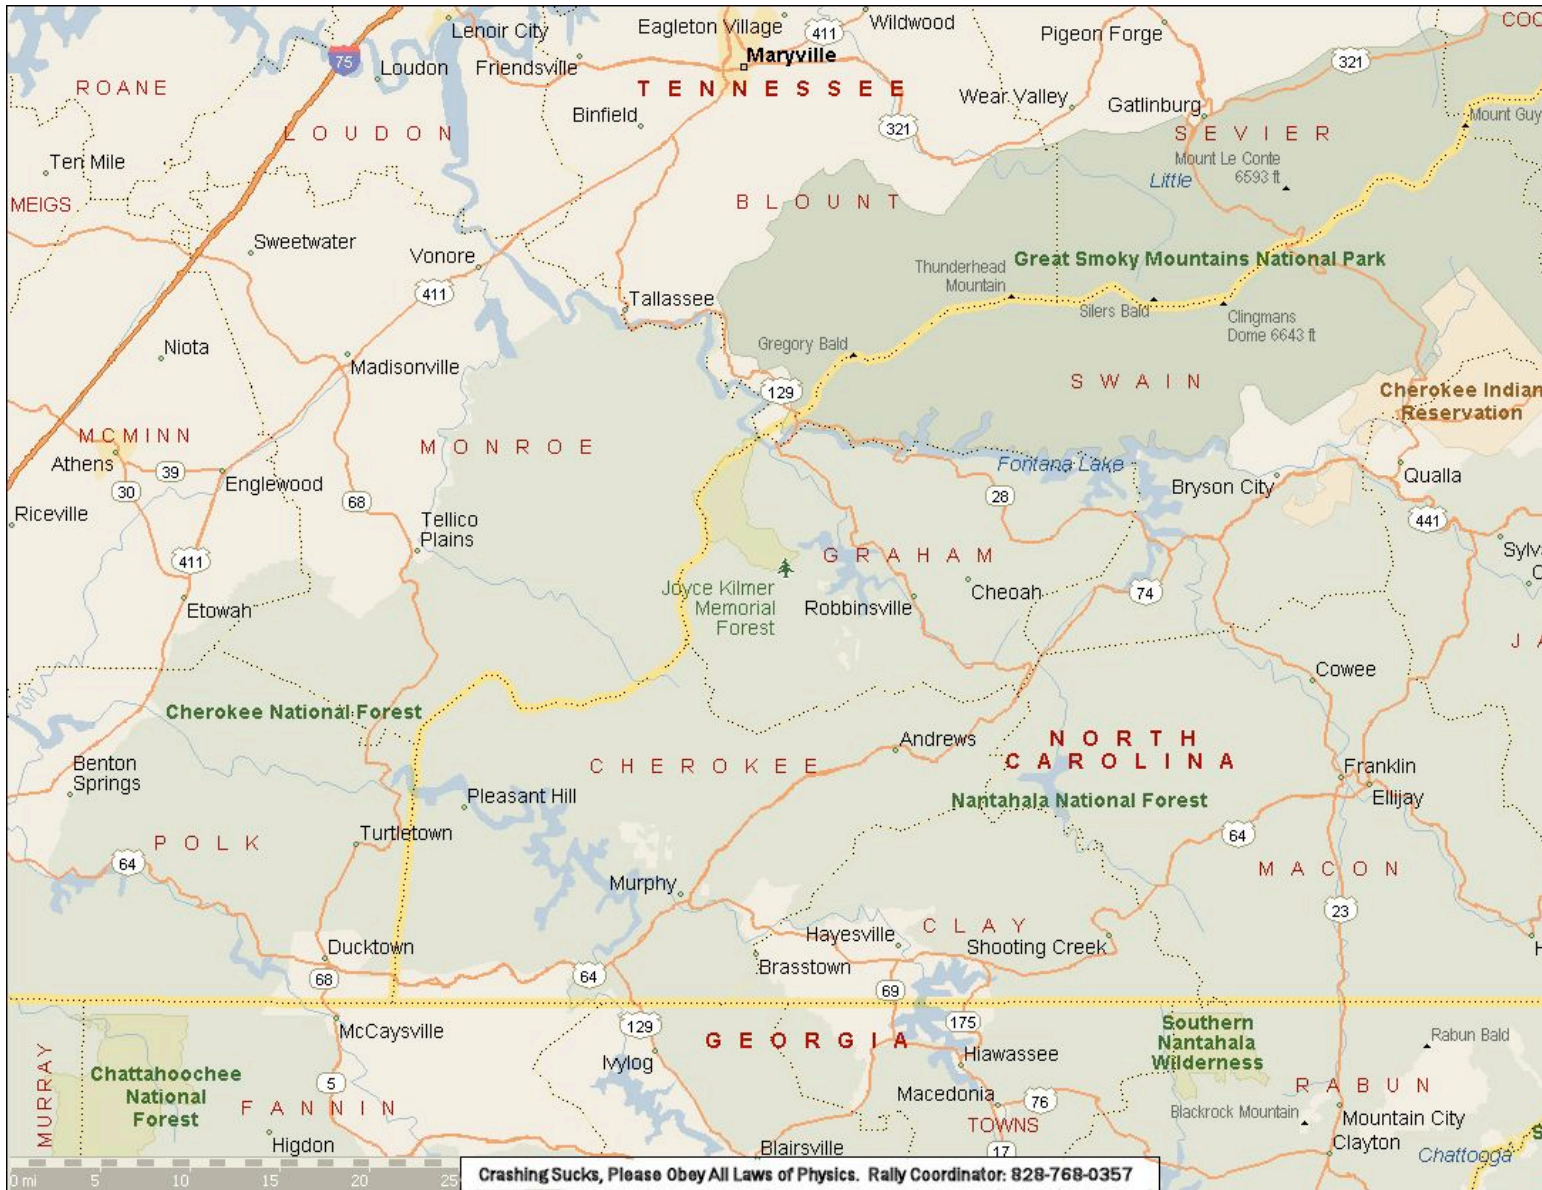 COC
Lenoir City
Eagleton Village
411
Wildwood
Pigeon Forge
75
Loudon
Friendsville
Maryville
321
ROANE
TENNESSEE
Wear Valley
Gatlinburg
Binfield
321
Mount Guy
LOUDON
SEVIER
Ten Mile
Mount Le Conte
6593 ft
Little
MEIGS
BLOUNT
Sweetwater
Vonore
Great Smoky Mountains National Park
Thunderhead
Mountain
411
Tallassee
Silers Bald
Clingmans
Dome 6643 ft
Niota
Gregory Bald
Madisonville
129
SWAIN
Cherokee Indian
Reservation
MCMINN
MONROE
Athens
39
Fontana Lake
30
Englewood
Bryson City
Qualla
68
28
Riceville
Tellico
Plains
441
411
GRAHAM
Sylv
C
Joyce Kilmer
Memorial
Forest
Cheoah
74
Etowah
Robbinsville
JA
Cowee
Cherokee National Forest
NORTH
CAROLINA
Andrews
CHEROKEE
Benton
Springs
Franklin
Pleasant Hill
Nantahala National Forest
Ellijay
Turtletown
64
POLK
64
MACON
Murphy
23
Hayesville
CLAY
Ducktown
Shooting Creek
H
Brasstown
68
64
69
McCaysville
129
175
GEORGIA
Southern
Nantahala
Wilderness
Rabun Bald
Ivylog
Hiawassee
MURRAY
Chattahoochee
National
Forest
5
RABUN
Macedonia
76
FANNIN
Blackrock Mountain
Mountain City
TOWNS
S
Higdon
Blairsville
17
Clayton
Chattooga
0 mi 5 10 15 20 25
Crashing Sucks, Please Obey All Laws of Physics. Rally Coordinator: 828-768-0357